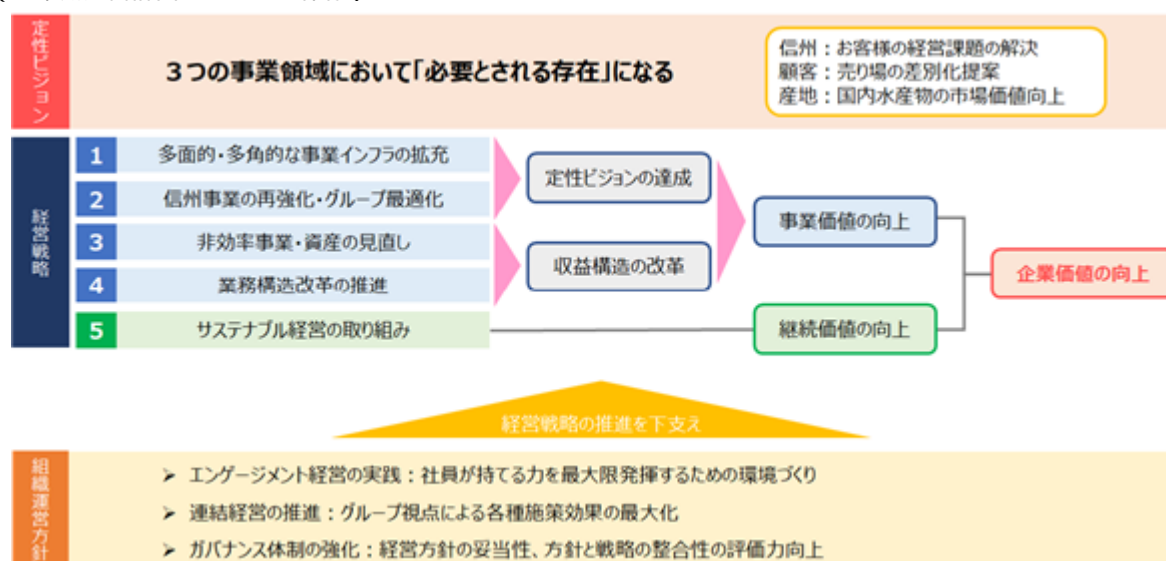 定性ビジョン
3つの事業領域において「必要とされる存在」になる
信州：お客様の経営課題の解決
顧客：売り場の差別化提案
産地：国内水産物の市場価値向上
経営戦略
1 多面的・多角的な事業インフラの拡充
2 信州事業の再強化・グループ最適化
3 非効率事業・資産の見直し
4 業務構造改革の推進
5 サステナブル経営の取り組み
定性ビジョンの達成
収益構造の改革
事業価値の向上
継続価値の向上
企業価値の向上
経営戦略の推進を下支え
組織運営方針
➢ エンゲージメント経営の実践：社員が持てる力を最大限発揮するための環境づくり
➢ 連結経営の推進：グループ視点による各種施策効果の最大化
➢ ガバナンス体制の強化：経営方針の妥当性、方針と戦略の整合性の評価力向上